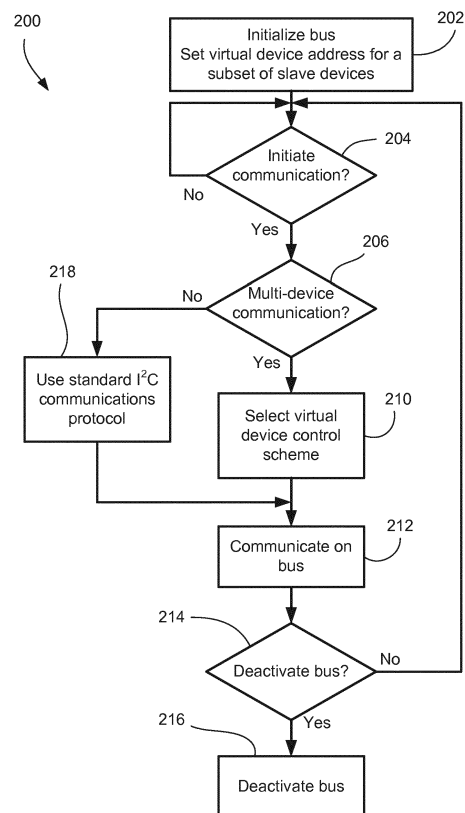 200
202
Initialize bus
Set virtual device address for a
subset of slave devices
204
Initiate
communication?
No
Yes
206
Multi-device
communication?
No
Yes
218
Use standard I²C
communications
protocol
210
Select virtual
device control
scheme
212
Communicate on
bus
214
Deactivate bus?
No
Yes
216
Deactivate bus